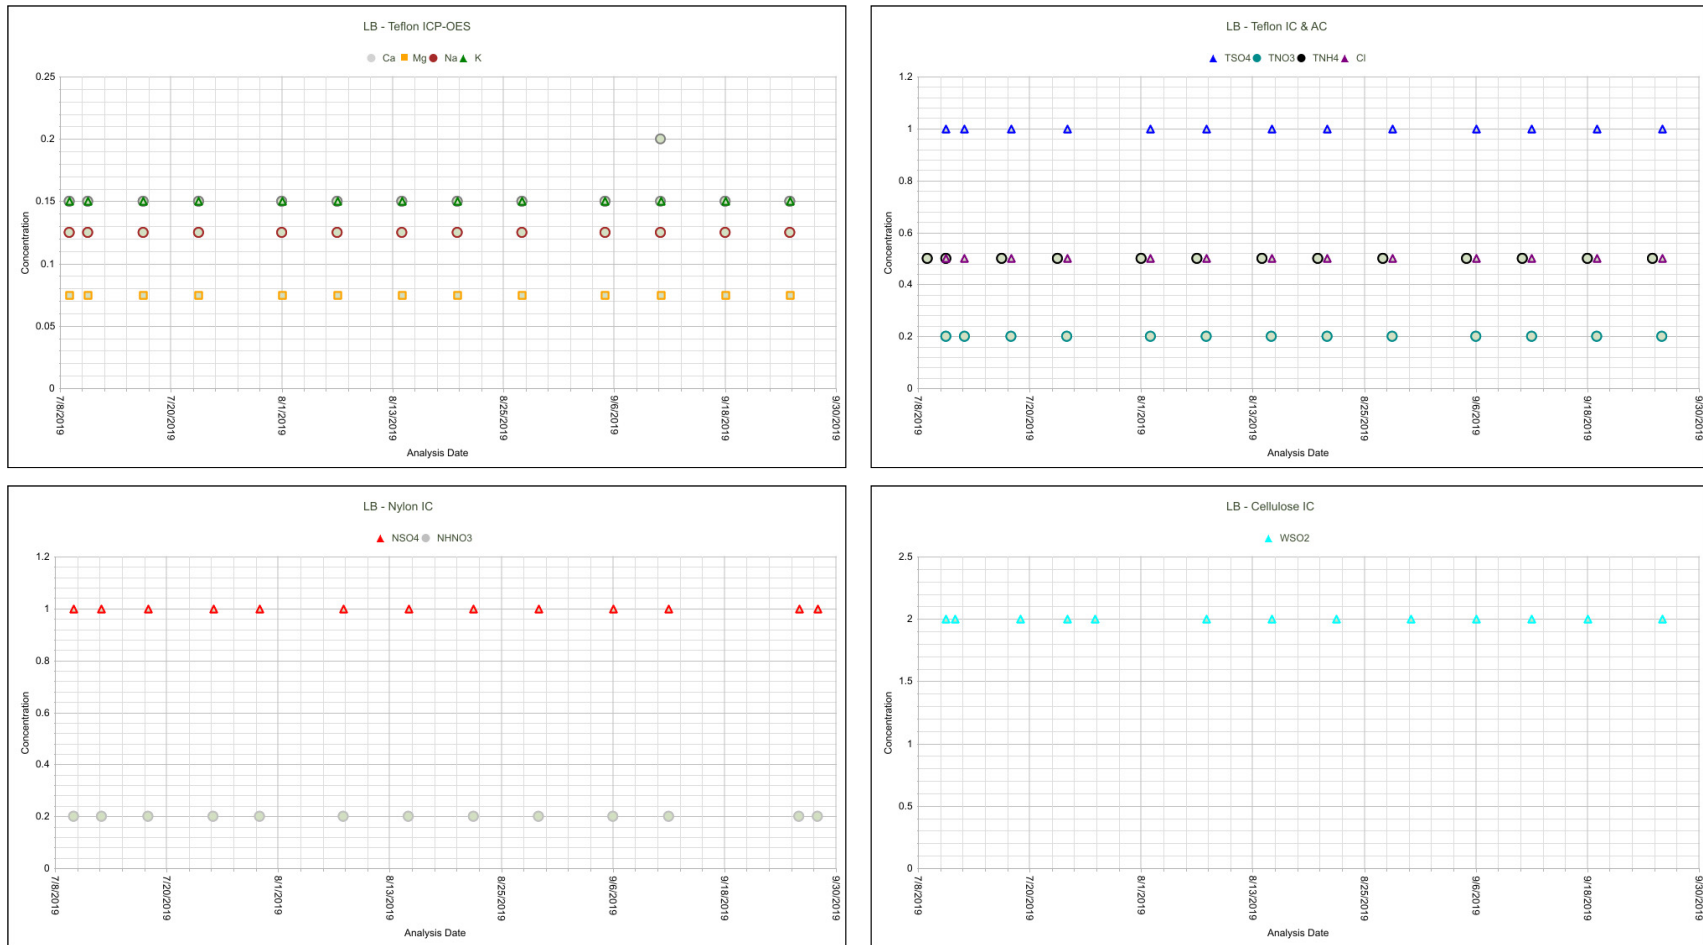 LB - Teflon ICP-OES
Ca Mg Na K
0.25
0.2
0.15
0.1
0.05
0
Concentration
7/8/2019 7/20/2019 8/1/2019 8/13/2019 8/25/2019 9/6/2019 9/18/2019 9/30/2019
Analysis Date
LB - Teflon IC & AC
TSO4 TNO3 TNH4 Cl
1.2
1
0.8
0.6
0.4
0.2
0
Concentration
7/8/2019 7/20/2019 8/1/2019 8/13/2019 8/25/2019 9/6/2019 9/18/2019 9/30/2019
Analysis Date
LB - Nylon IC
NSO4 NHNO3
1.2
1
0.8
0.6
0.4
0.2
0
Concentration
7/8/2019 7/20/2019 8/1/2019 8/13/2019 8/25/2019 9/6/2019 9/18/2019 9/30/2019
Analysis Date
LB - Cellulose IC
WSO2
2.5
2
1.5
1
0.5
0
Concentration
7/8/2019 7/20/2019 8/1/2019 8/13/2019 8/25/2019 9/6/2019 9/18/2019 9/30/2019
Analysis Date